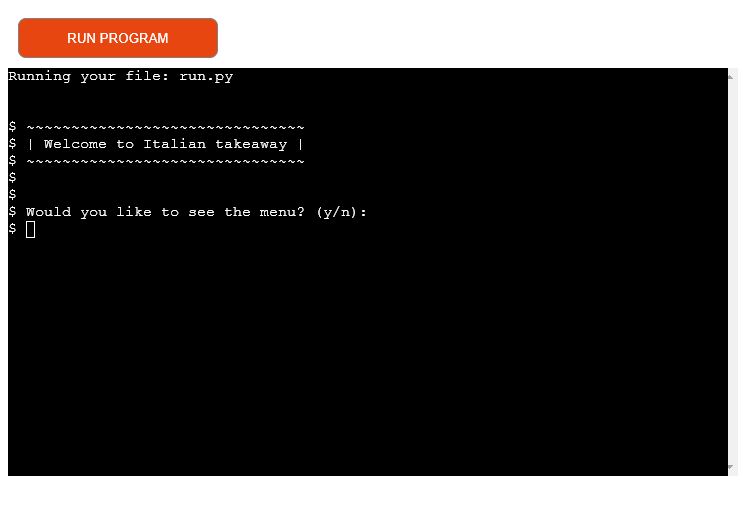 RUN PROGRAM
Running your file: run.py
$ ~~~~~~~~~~~~~~~~~~~~~~~~~~~~~~~
$ | Welcome to Italian takeaway |
$ ~~~~~~~~~~~~~~~~~~~~~~~~~~~~~~~
$
$
$ Would you like to see the menu? (y/n):
$